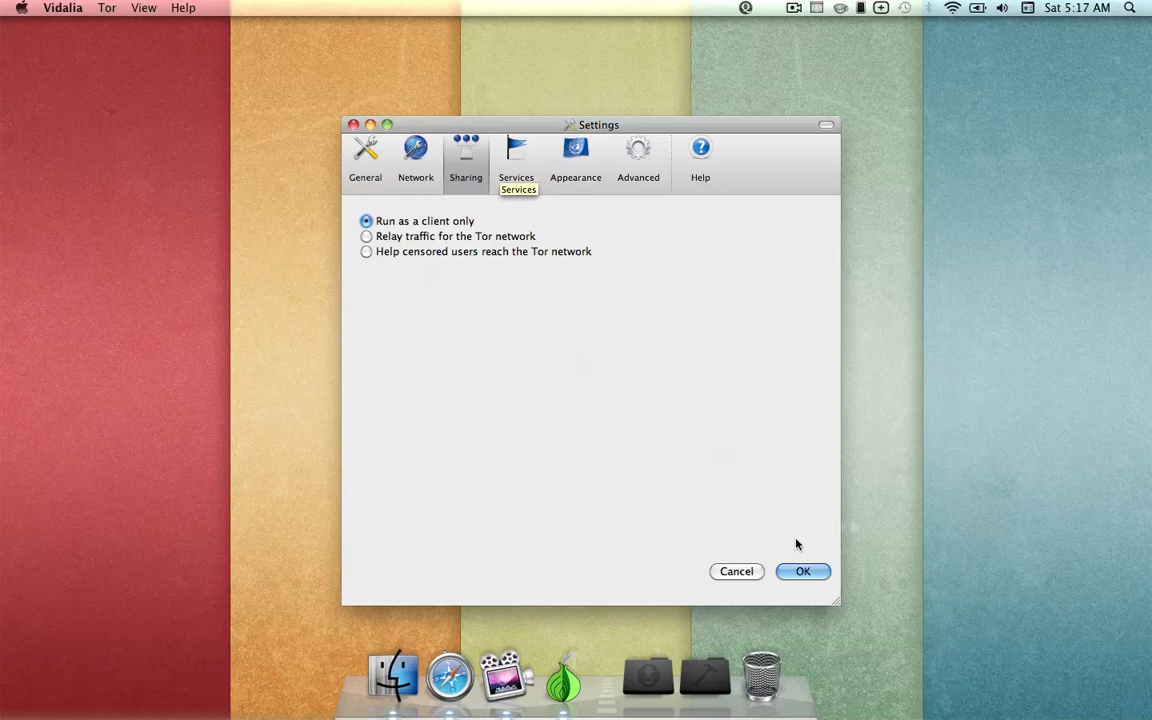 Vidalia Tor View Help Sat 5:17 AM
Settings
General Network Sharing Services Appearance Advanced Help
Services
Run as a client only
Relay traffic for the Tor network
Help censored users reach the Tor network
Cancel OK